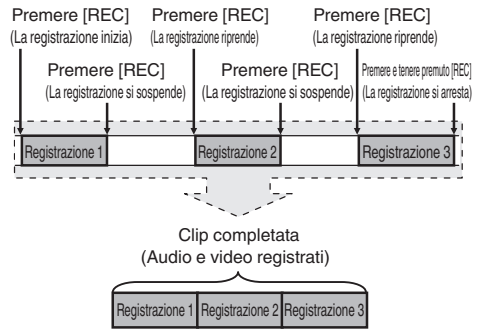 Premere [REC]
(La registrazione inizia)
Premere [REC]
(La registrazione riprende)
Premere [REC]
(La registrazione riprende)
Premere [REC]
(La registrazione si sospende)
Premere [REC]
(La registrazione si sospende)
Premere e tenere premuto [REC]
(La registrazione si arresta)
Registrazione 1
Registrazione 2
Registrazione 3
Clip completata
(Audio e video registrati)
Registrazione 1
Registrazione 2
Registrazione 3